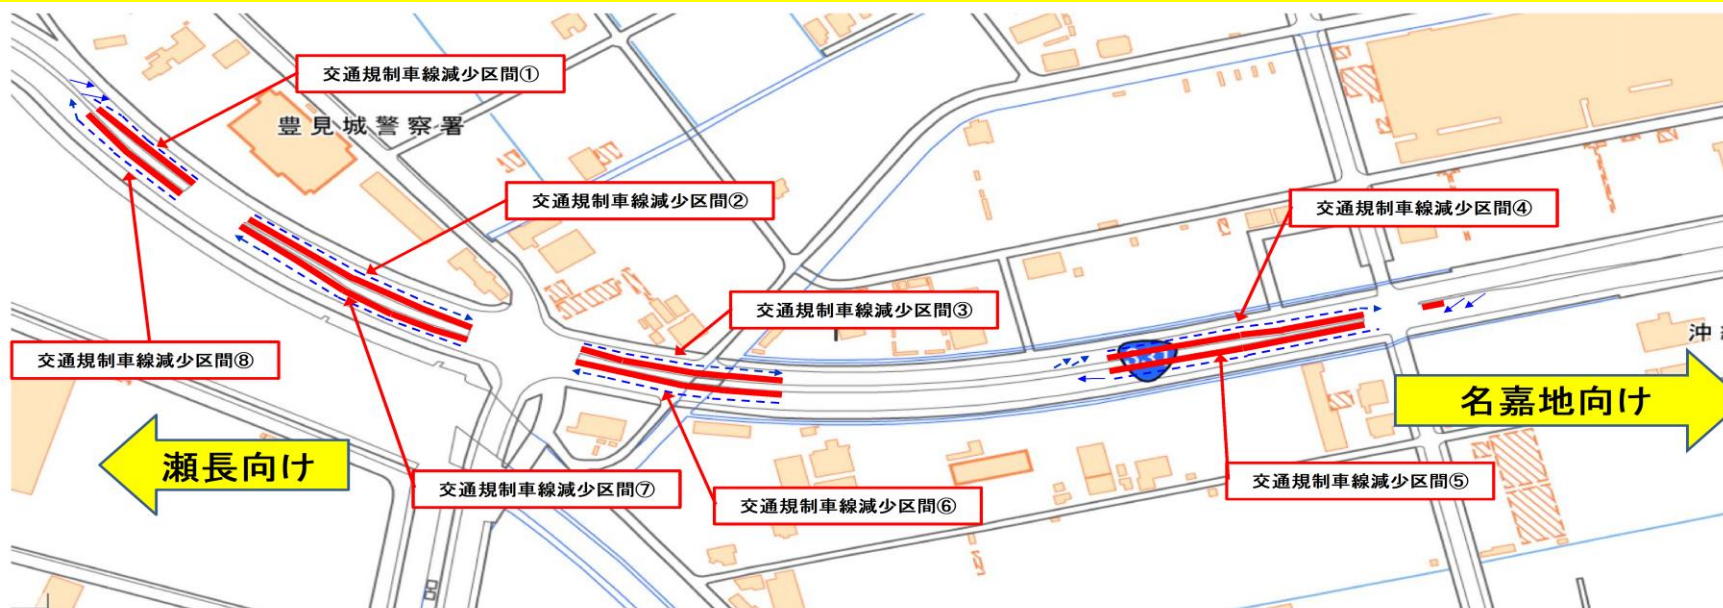 交通規制車線減少区間①
豊見城警察署
交通規制車線減少区間②
交通規制車線減少区間④
交通規制車線減少区間③
331
交通規制車線減少区間⑧
名嘉地向け
瀬長向け
交通規制車線減少区間⑦
交通規制車線減少区間⑥
交通規制車線減少区間⑤